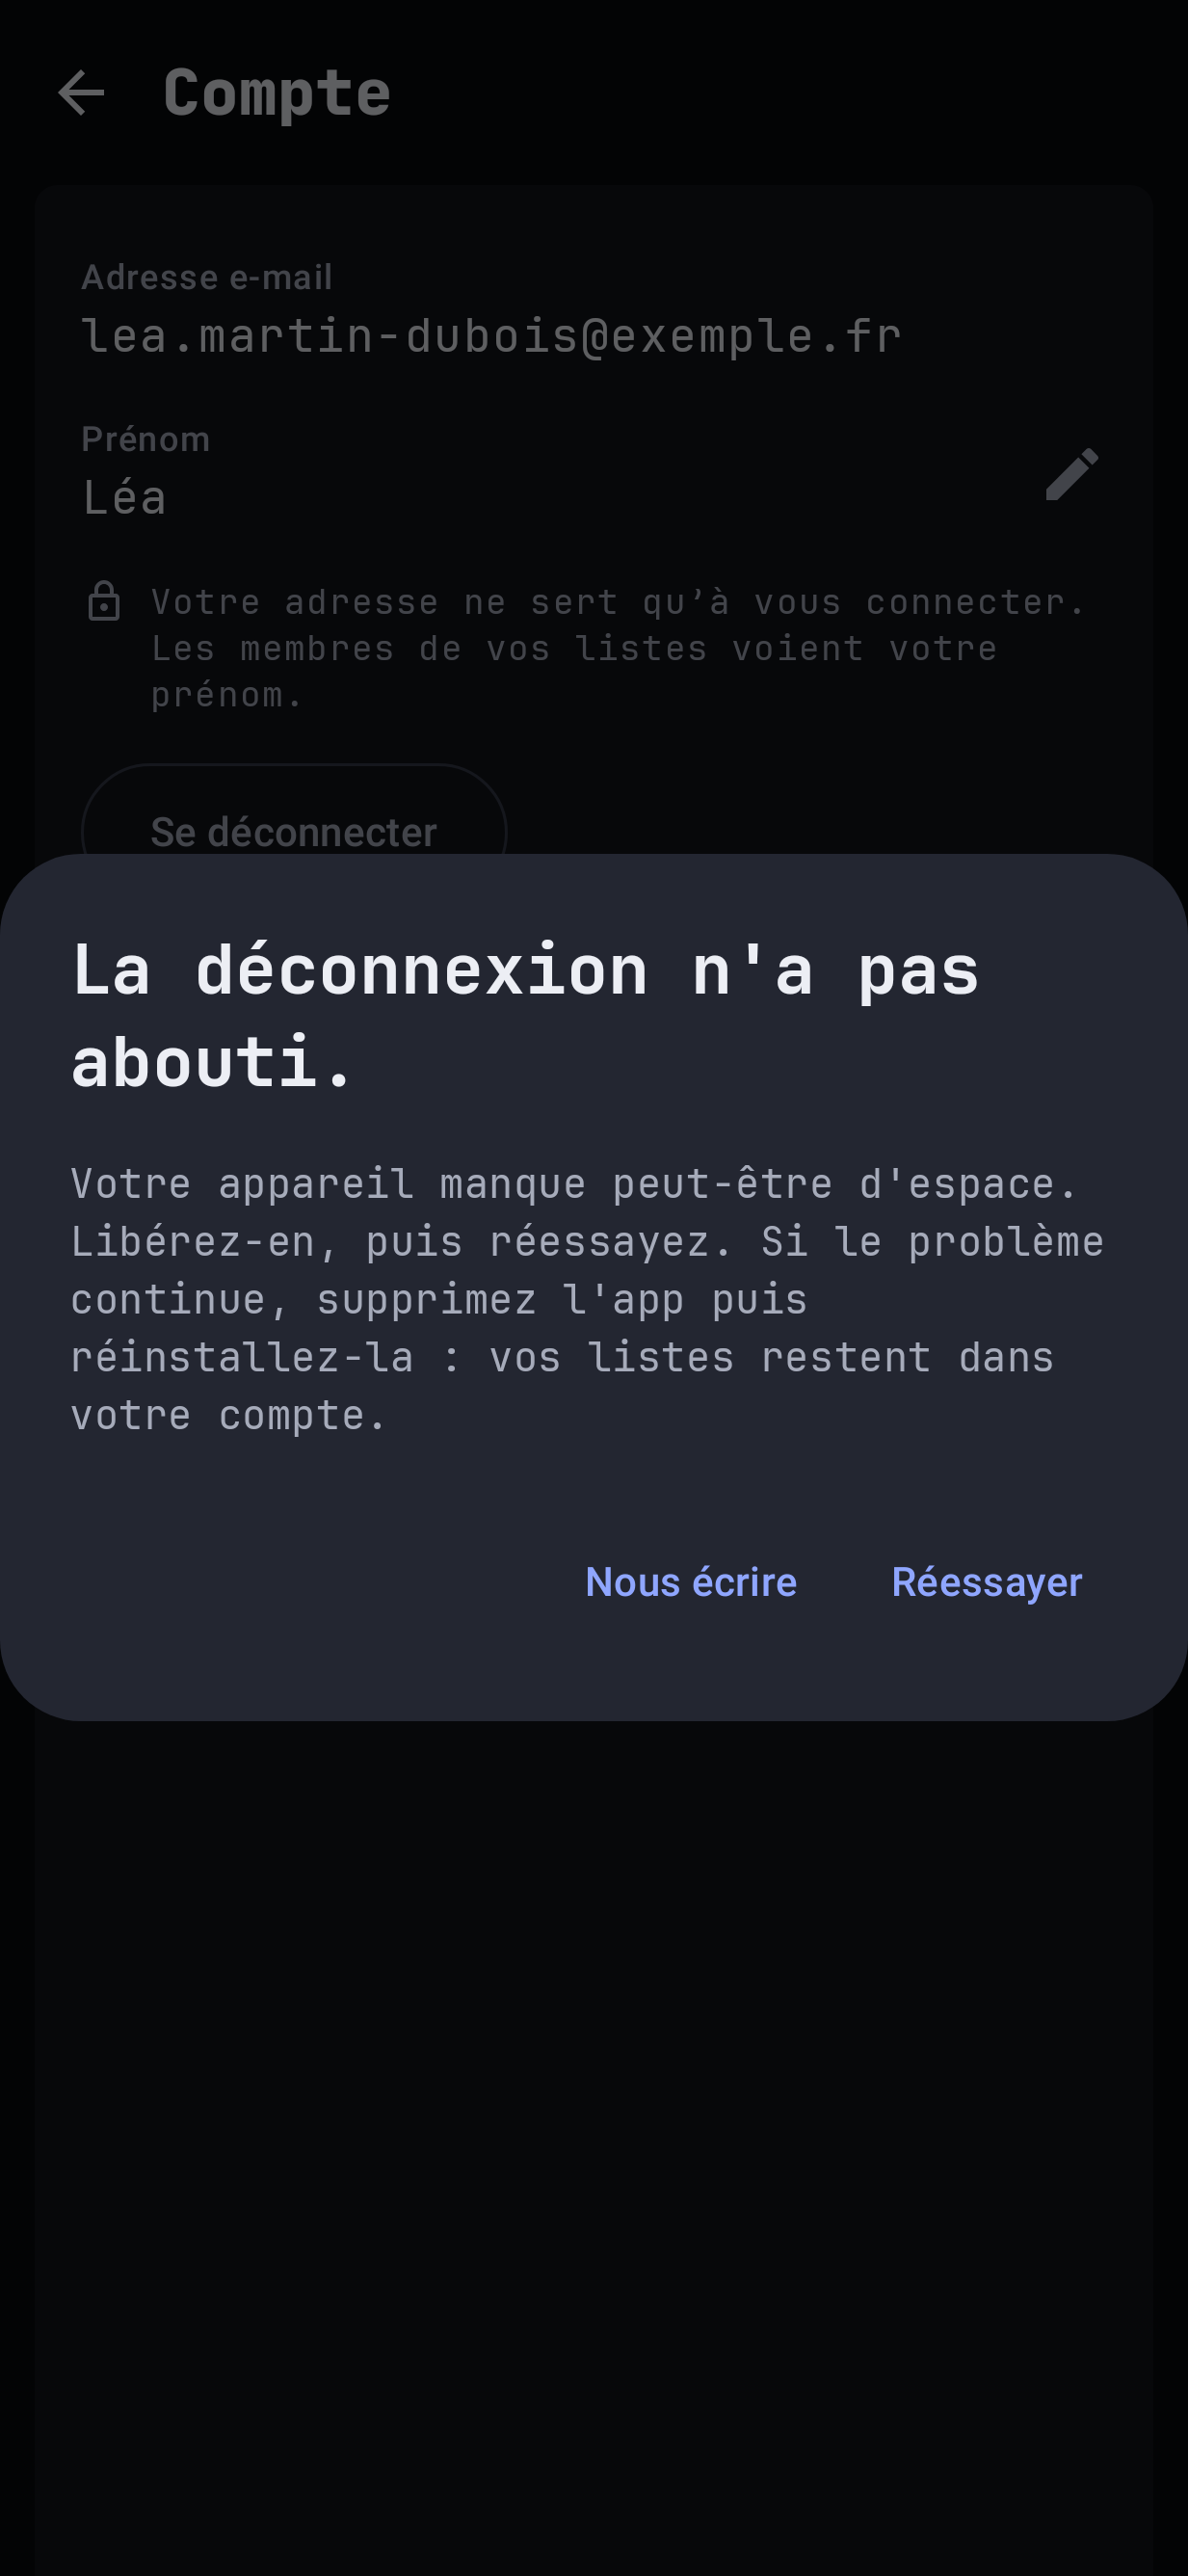 Compte
Adresse e-mail
lea.martin-dubois@exemple.fr
Prénom
Léa
Votre adresse ne sert qu’à vous connecter.
Les membres de vos listes voient votre
prénom.
Se déconnecter
La déconnexion n'a pas
abouti.
Votre appareil manque peut-être d'espace.
Libérez-en, puis réessayez. Si le problème
continue, supprimez l'app puis
réinstallez-la : vos listes restent dans
votre compte.
Nous écrire
Réessayer